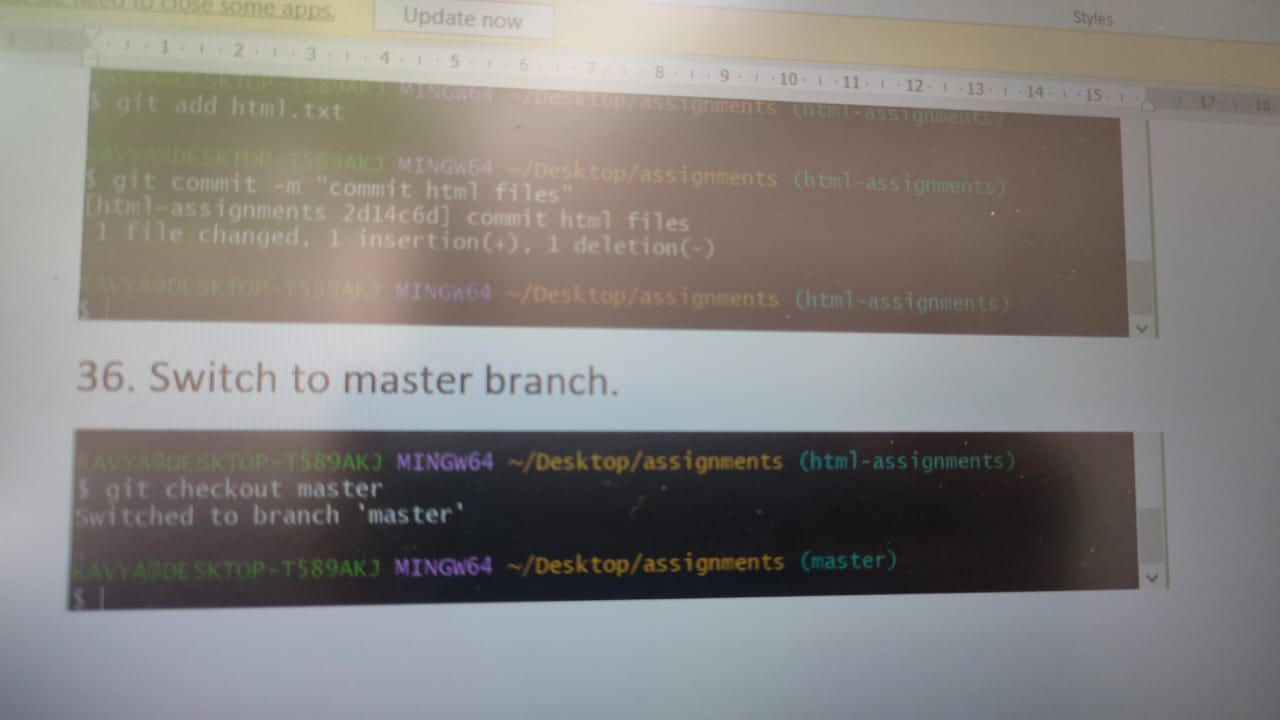 need to close some apps.
Update now
Styles
1 2 3 4 5 6 7 8 9 10 11 12 13 14 15 17 18
KAVYA@DESKTOP-T589AKJ MINGW64 ~/Desktop/assignments (html-assignments)
$ git add html.txt
KAVYA@DESKTOP-T589AKJ MINGW64 ~/Desktop/assignments (html-assignments)
$ git commit -m "commit html files"
[html-assignments 2d14c6d] commit html files
1 file changed, 1 insertion(+), 1 deletion(-)
KAVYA@DESKTOP-T589AKJ MINGW64 ~/Desktop/assignments (html-assignments)
$
36. Switch to master branch.
KAVYA@DESKTOP-T589AKJ MINGW64 ~/Desktop/assignments (html-assignments)
$ git checkout master
Switched to branch 'master'
KAVYA@DESKTOP-T589AKJ MINGW64 ~/Desktop/assignments (master)
$